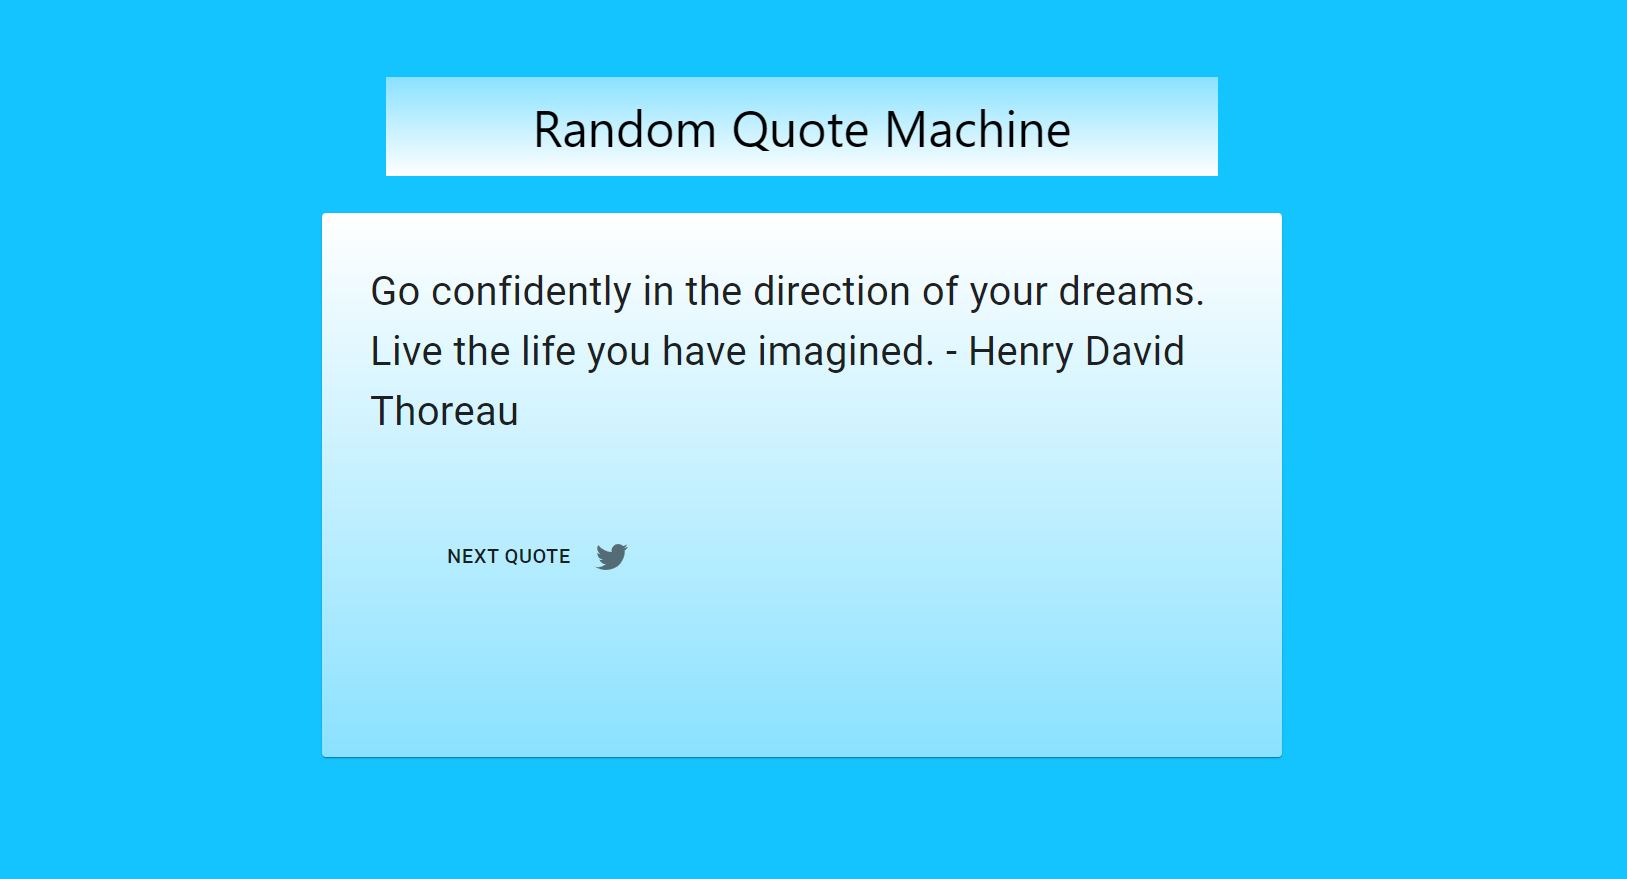 Random Quote Machine
Go confidently in the direction of your dreams.
Live the life you have imagined. - Henry David
Thoreau
NEXT QUOTE